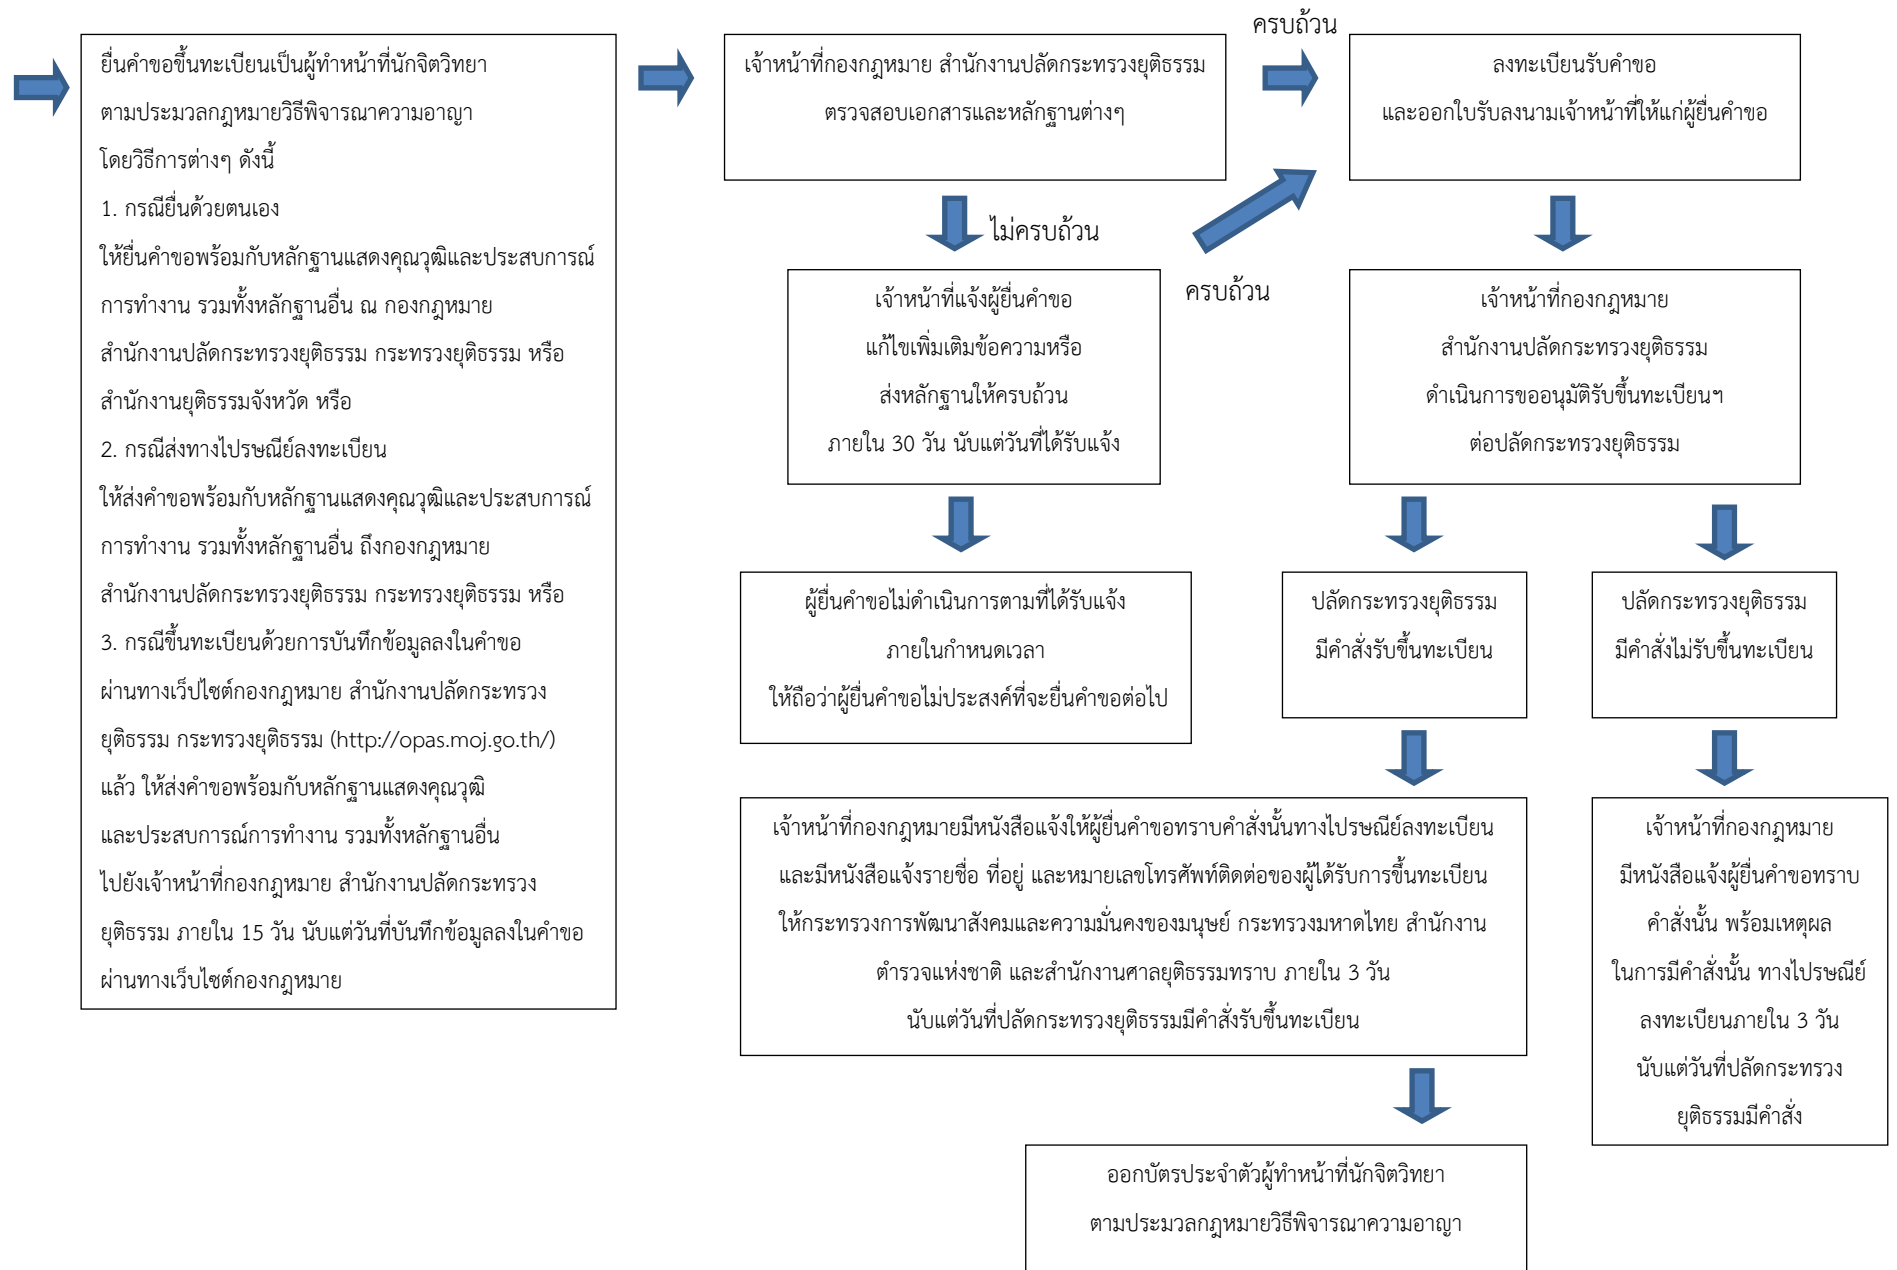 ยื่นคำขอขึ้นทะเบียนเป็นผู้ทำหน้าที่นักจิตวิทยา
ตามประมวลกฎหมายวิธีพิจารณาความอาญา
โดยวิธีการต่างๆ ดังนี้
1. กรณียื่นด้วยตนเอง
ให้ยื่นคำขอพร้อมกับหลักฐานแสดงคุณวุฒิและประสบการณ์
การทำงาน รวมทั้งหลักฐานอื่น ณ กองกฎหมาย
สำนักงานปลัดกระทรวงยุติธรรม กระทรวงยุติธรรม หรือ
สำนักงานยุติธรรมจังหวัด หรือ
2. กรณีส่งทางไปรษณีย์ลงทะเบียน
ให้ส่งคำขอพร้อมกับหลักฐานแสดงคุณวุฒิและประสบการณ์
การทำงาน รวมทั้งหลักฐานอื่น ถึงกองกฎหมาย
สำนักงานปลัดกระทรวงยุติธรรม กระทรวงยุติธรรม หรือ
3. กรณีขึ้นทะเบียนด้วยการบันทึกข้อมูลลงในคำขอ
ผ่านทางเว็ปไซต์กองกฎหมาย สำนักงานปลัดกระทรวง
ยุติธรรม กระทรวงยุติธรรม (http://opas.moj.go.th/)
แล้ว ให้ส่งคำขอพร้อมกับหลักฐานแสดงคุณวุฒิ
และประสบการณ์การทำงาน รวมทั้งหลักฐานอื่น
ไปยังเจ้าหน้าที่กองกฎหมาย สำนักงานปลัดกระทรวง
ยุติธรรม ภายใน 15 วัน นับแต่วันที่บันทึกข้อมูลลงในคำขอ
ผ่านทางเว็บไซต์กองกฎหมาย
เจ้าหน้าที่กองกฎหมาย สำนักงานปลัดกระทรวงยุติธรรม
ตรวจสอบเอกสารและหลักฐานต่างๆ
ครบถ้วน
ลงทะเบียนรับคำขอ
และออกใบรับลงนามเจ้าหน้าที่ให้แก่ผู้ยื่นคำขอ
ไม่ครบถ้วน
เจ้าหน้าที่แจ้งผู้ยื่นคำขอ
แก้ไขเพิ่มเติมข้อความหรือ
ส่งหลักฐานให้ครบถ้วน
ภายใน 30 วัน นับแต่วันที่ได้รับแจ้ง
ครบถ้วน
เจ้าหน้าที่กองกฎหมาย
สำนักงานปลัดกระทรวงยุติธรรม
ดำเนินการขออนุมัติรับขึ้นทะเบียนฯ
ต่อปลัดกระทรวงยุติธรรม
ผู้ยื่นคำขอไม่ดำเนินการตามที่ได้รับแจ้ง
ภายในกำหนดเวลา
ให้ถือว่าผู้ยื่นคำขอไม่ประสงค์ที่จะยื่นคำขอต่อไป
ปลัดกระทรวงยุติธรรม
มีคำสั่งรับขึ้นทะเบียน
ปลัดกระทรวงยุติธรรม
มีคำสั่งไม่รับขึ้นทะเบียน
เจ้าหน้าที่กองกฎหมายมีหนังสือแจ้งให้ผู้ยื่นคำขอทราบคำสั่งนั้นทางไปรษณีย์ลงทะเบียน
และมีหนังสือแจ้งรายชื่อ ที่อยู่ และหมายเลขโทรศัพท์ติดต่อของผู้ได้รับการขึ้นทะเบียน
ให้กระทรวงการพัฒนาสังคมและความมั่นคงของมนุษย์ กระทรวงมหาดไทย สำนักงาน
ตำรวจแห่งชาติ และสำนักงานศาลยุติธรรมทราบ ภายใน 3 วัน
นับแต่วันที่ปลัดกระทรวงยุติธรรมมีคำสั่งรับขึ้นทะเบียน
เจ้าหน้าที่กองกฎหมาย
มีหนังสือแจ้งผู้ยื่นคำขอทราบ
คำสั่งนั้น พร้อมเหตุผล
ในการมีคำสั่งนั้น ทางไปรษณีย์
ลงทะเบียนภายใน 3 วัน
นับแต่วันที่ปลัดกระทรวง
ยุติธรรมมีคำสั่ง
ออกบัตรประจำตัวผู้ทำหน้าที่นักจิตวิทยา
ตามประมวลกฎหมายวิธีพิจารณาความอาญา